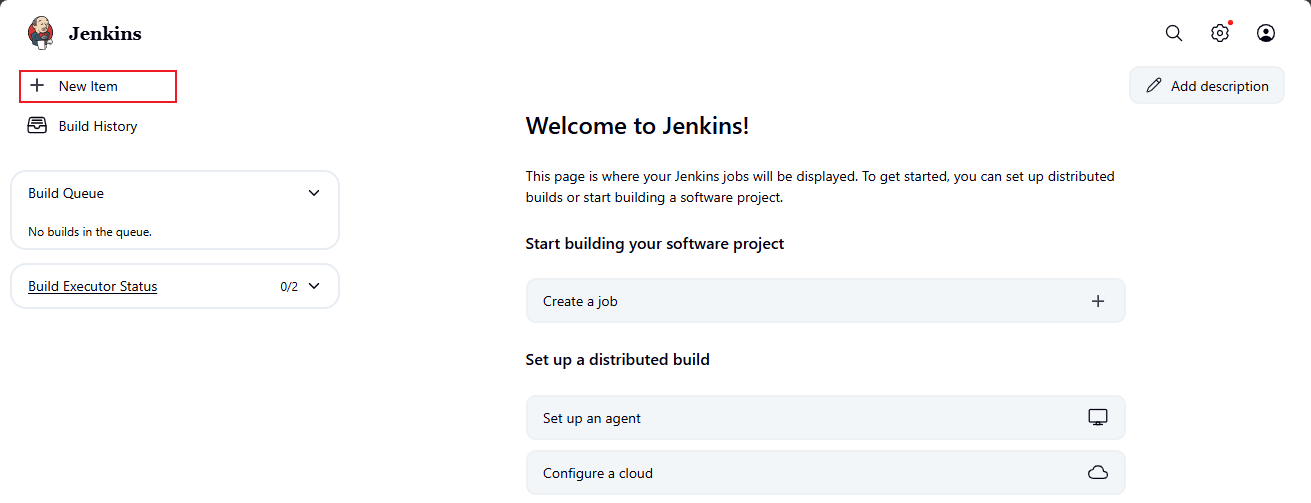 Jenkins
New Item
Add description
Build History
Welcome to Jenkins!
This page is where your Jenkins jobs will be displayed. To get started, you can set up distributed
builds or start building a software project.
Build Queue
No builds in the queue.
Start building your software project
Build Executor Status 0/2
Create a job
Set up a distributed build
Set up an agent
Configure a cloud